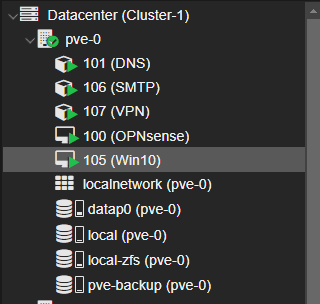 Datacenter (Cluster-1)
pve-0
101 (DNS)
106 (SMTP)
107 (VPN)
100 (OPNsense)
105 (Win10)
localnetwork (pve-0)
datap0 (pve-0)
local (pve-0)
local-zfs (pve-0)
pve-backup (pve-0)